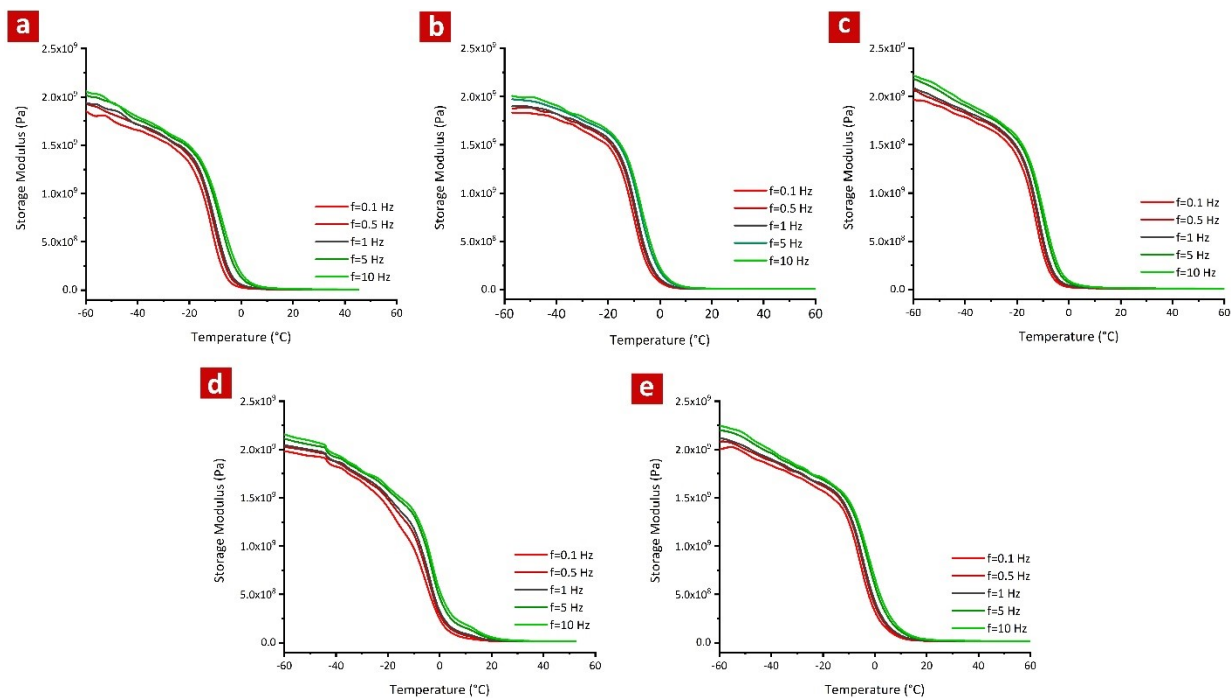 a
2.5x10⁹
2.0x10⁹
1.5x10⁹
1.0x10⁹
5.0x10⁸
0.0
Storage Modulus (Pa)
f=0.1 Hz
f=0.5 Hz
f=1 Hz
f=5 Hz
f=10 Hz
-60 -40 -20 0 20 40 60
Temperature (°C)
b
2.5x10⁹
2.0x10⁹
1.5x10⁹
1.0x10⁹
5.0x10⁸
0.0
Storage Modulus (Pa)
f=0.1 Hz
f=0.5 Hz
f=1 Hz
f=5 Hz
f=10 Hz
-60 -40 -20 0 20 40 60
Temperature (°C)
c
2.5x10⁹
2.0x10⁹
1.5x10⁹
1.0x10⁹
5.0x10⁸
0.0
Storage Modulus (Pa)
f=0.1 Hz
f=0.5 Hz
f=1 Hz
f=5 Hz
f=10 Hz
-60 -40 -20 0 20 40 60
Temperature (°C)
d
2.5x10⁹
2.0x10⁹
1.5x10⁹
1.0x10⁹
5.0x10⁸
0.0
Storage Modulus (Pa)
f=0.1 Hz
f=0.5 Hz
f=1 Hz
f=5 Hz
f=10 Hz
-60 -40 -20 0 20 40 60
Temperature (°C)
e
2.5x10⁹
2.0x10⁹
1.5x10⁹
1.0x10⁹
5.0x10⁸
0.0
Storage Modulus (Pa)
f=0.1 Hz
f=0.5 Hz
f=1 Hz
f=5 Hz
f=10 Hz
-60 -40 -20 0 20 40 60
Temperature (°C)